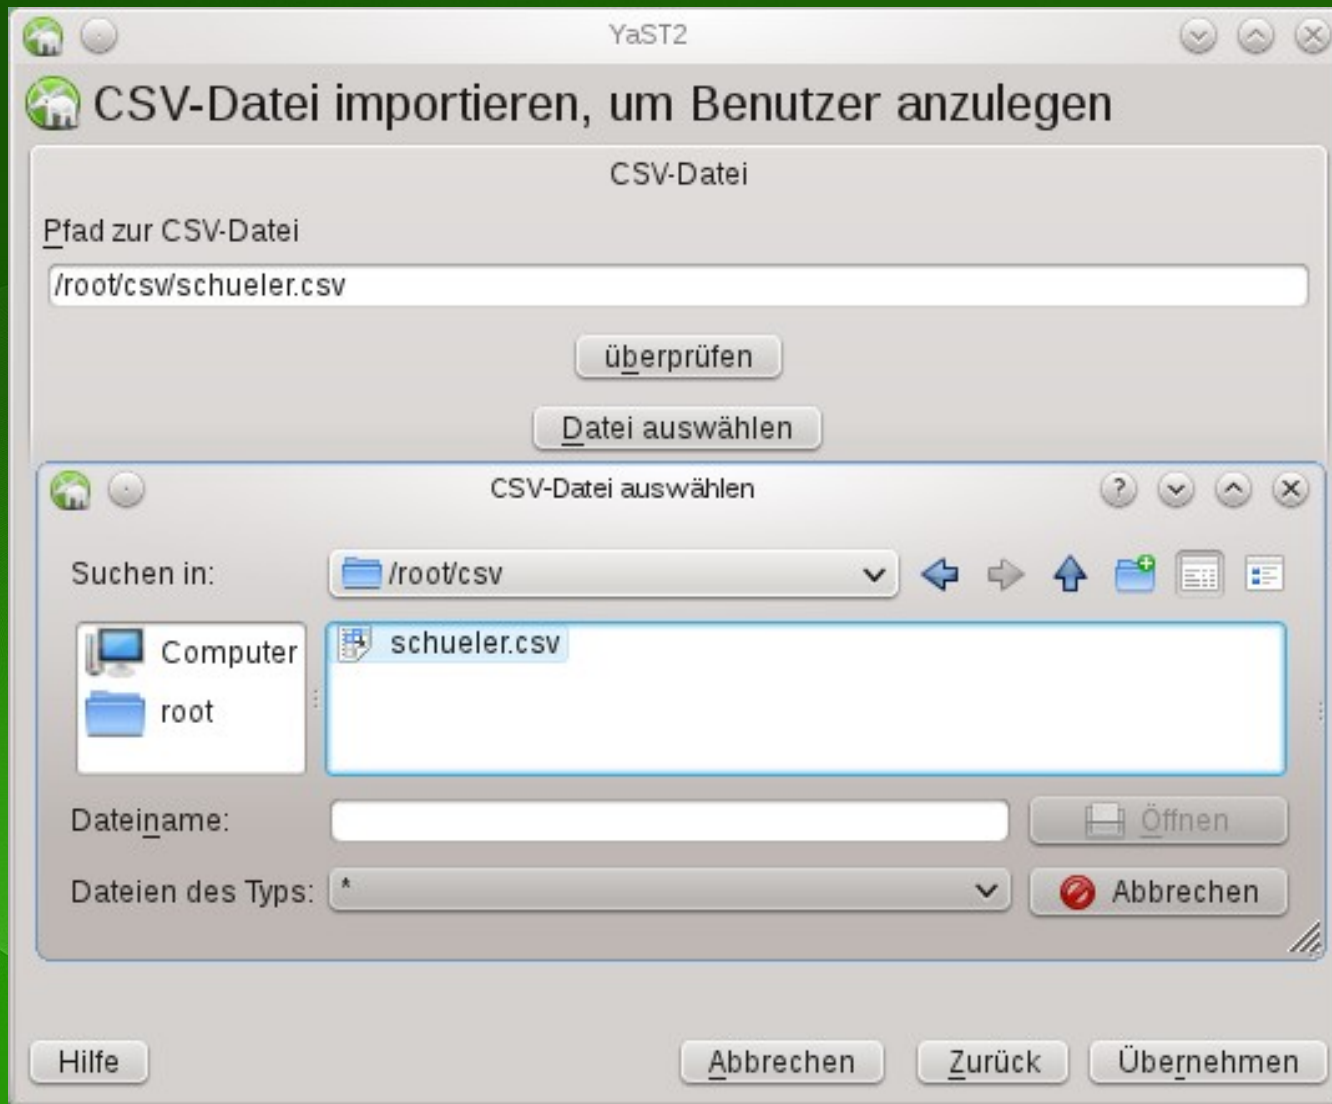 YaST2
CSV-Datei importieren, um Benutzer anzulegen
CSV-Datei
Pfad zur CSV-Datei
/root/csv/schueler.csv
überprüfen
Datei auswählen
CSV-Datei auswählen
Suchen in:
/root/csv
Computer
root
schueler.csv
Dateiname:
Öffnen
Dateien des Typs:
*
Abbrechen
Hilfe
Abbrechen
Zurück
Übernehmen